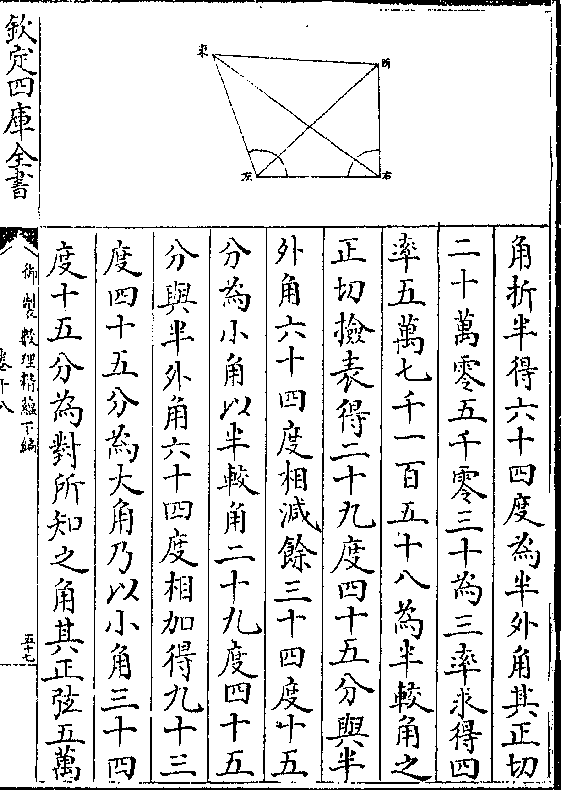 角折半得六十四度為半外角其正切
二十萬零五千零三十為三率求得四
率五萬七千一百五十八為半較角之
正切撿表得二十九度四十五分與半
外角六十四度相減餘三十四度十五
分為小角以半較角二十九度四十五
分與半外角六十四度相加得九十三
度四十五分為大角乃以小角三十四
度十五分為對所知之角其正弦五萬
欽定四庫全書
御製數理精蘊下編
卷十八
五十七
東
西
左
右